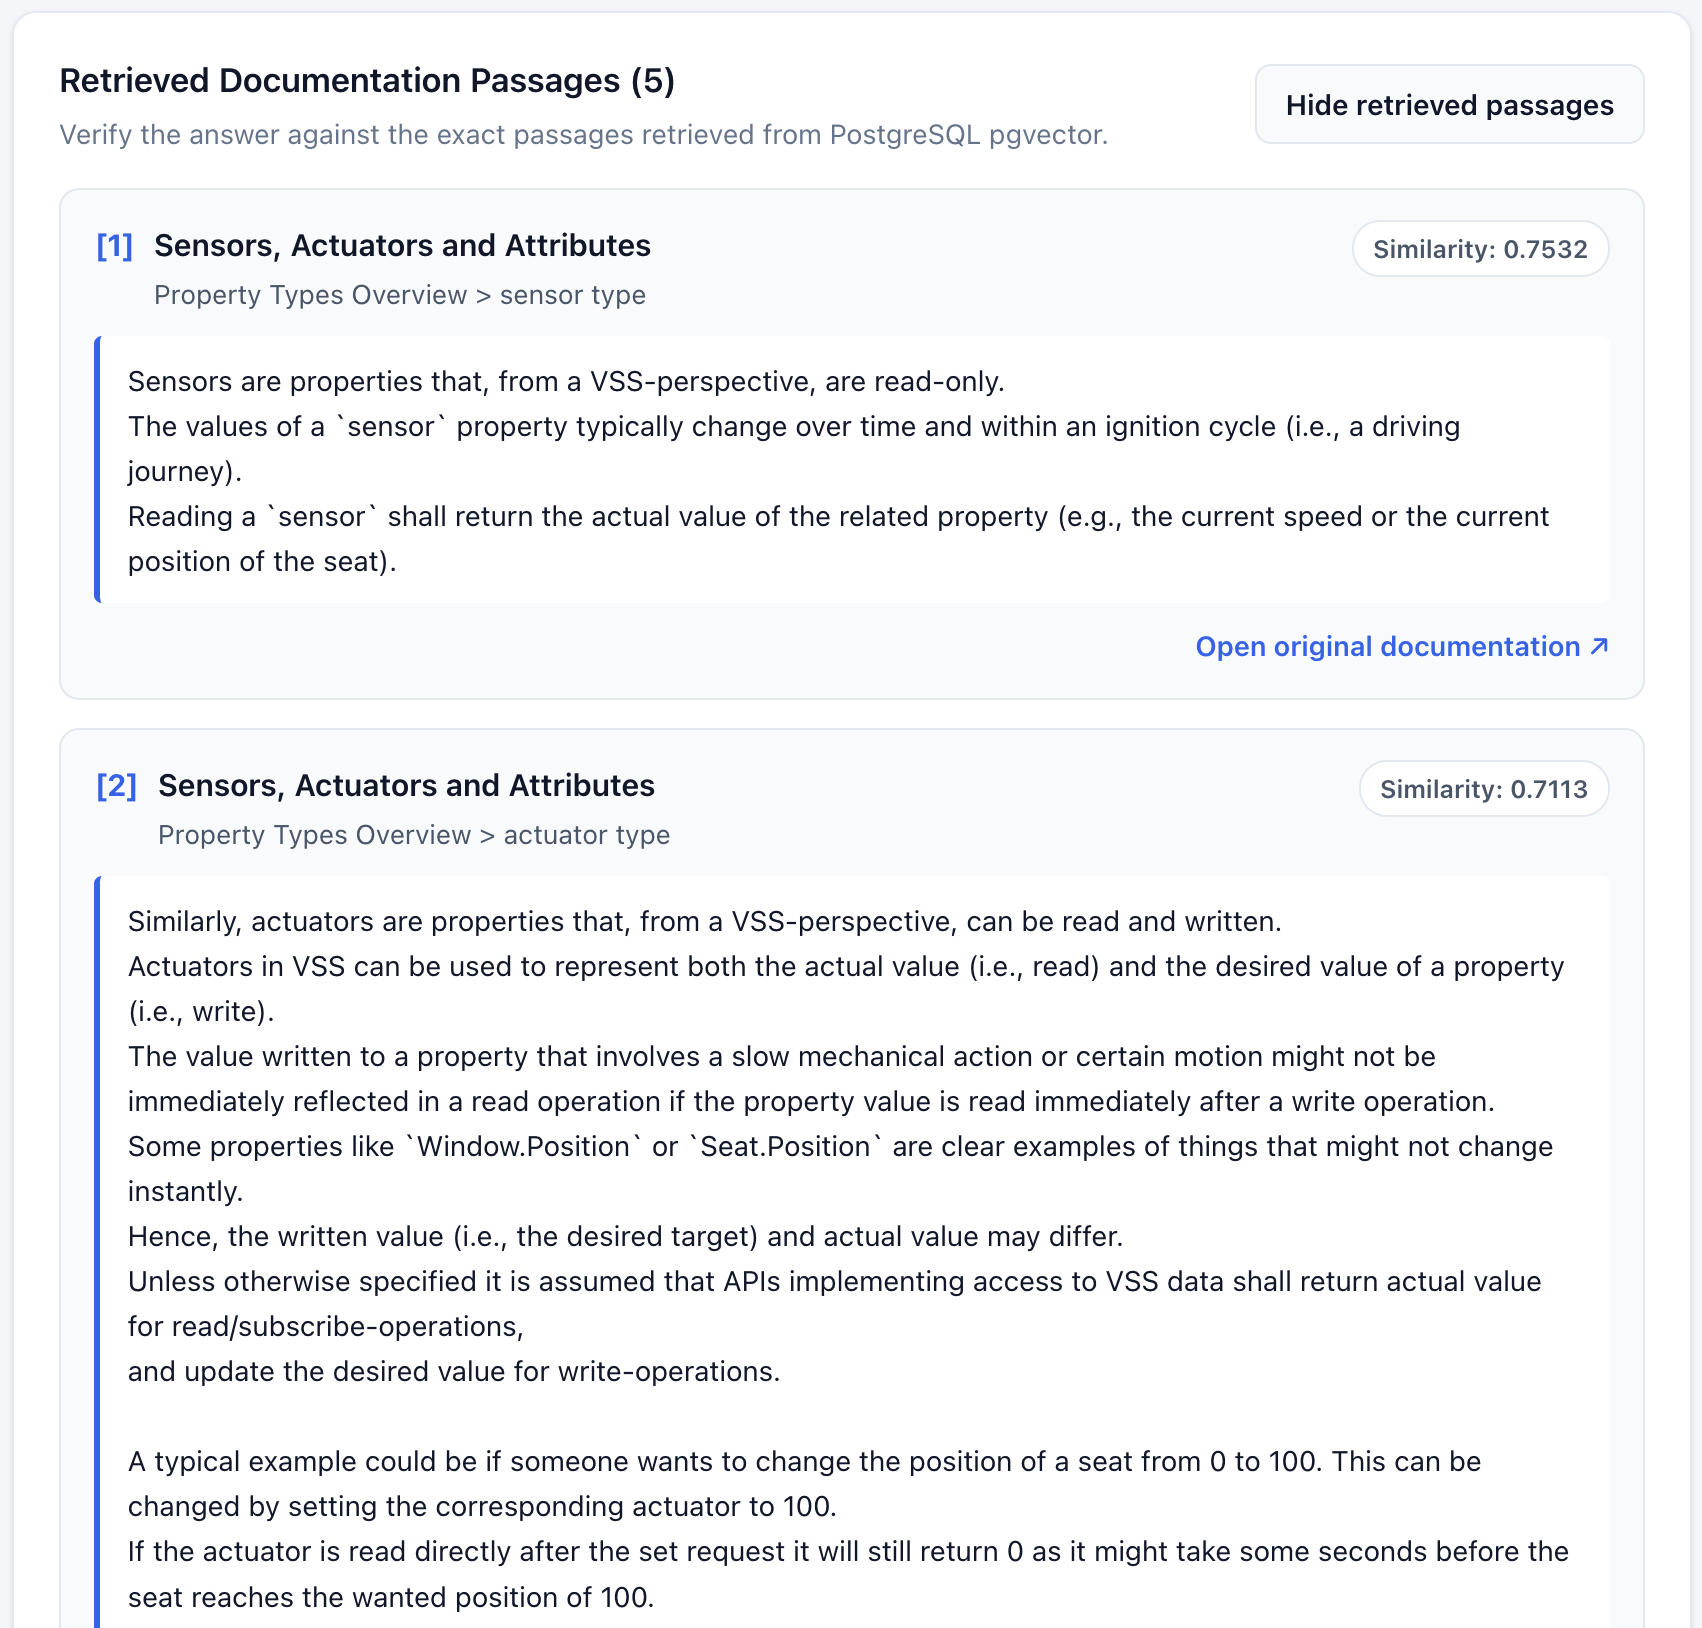 Retrieved Documentation Passages (5)
Hide retrieved passages
Verify the answer against the exact passages retrieved from PostgreSQL pgvector.
[1] Sensors, Actuators and Attributes
Similarity: 0.7532
Property Types Overview > sensor type
Sensors are properties that, from a VSS-perspective, are read-only.
The values of a `sensor` property typically change over time and within an ignition cycle (i.e., a driving
journey).
Reading a `sensor` shall return the actual value of the related property (e.g., the current speed or the current
position of the seat).
Open original documentation ↗
[2] Sensors, Actuators and Attributes
Similarity: 0.7113
Property Types Overview > actuator type
Similarly, actuators are properties that, from a VSS-perspective, can be read and written.
Actuators in VSS can be used to represent both the actual value (i.e., read) and the desired value of a property
(i.e., write).
The value written to a property that involves a slow mechanical action or certain motion might not be
immediately reflected in a read operation if the property value is read immediately after a write operation.
Some properties like `Window.Position` or `Seat.Position` are clear examples of things that might not change
instantly.
Hence, the written value (i.e., the desired target) and actual value may differ.
Unless otherwise specified it is assumed that APIs implementing access to VSS data shall return actual value
for read/subscribe-operations,
and update the desired value for write-operations.
A typical example could be if someone wants to change the position of a seat from 0 to 100. This can be
changed by setting the corresponding actuator to 100.
If the actuator is read directly after the set request it will still return 0 as it might take some seconds before the
seat reaches the wanted position of 100.